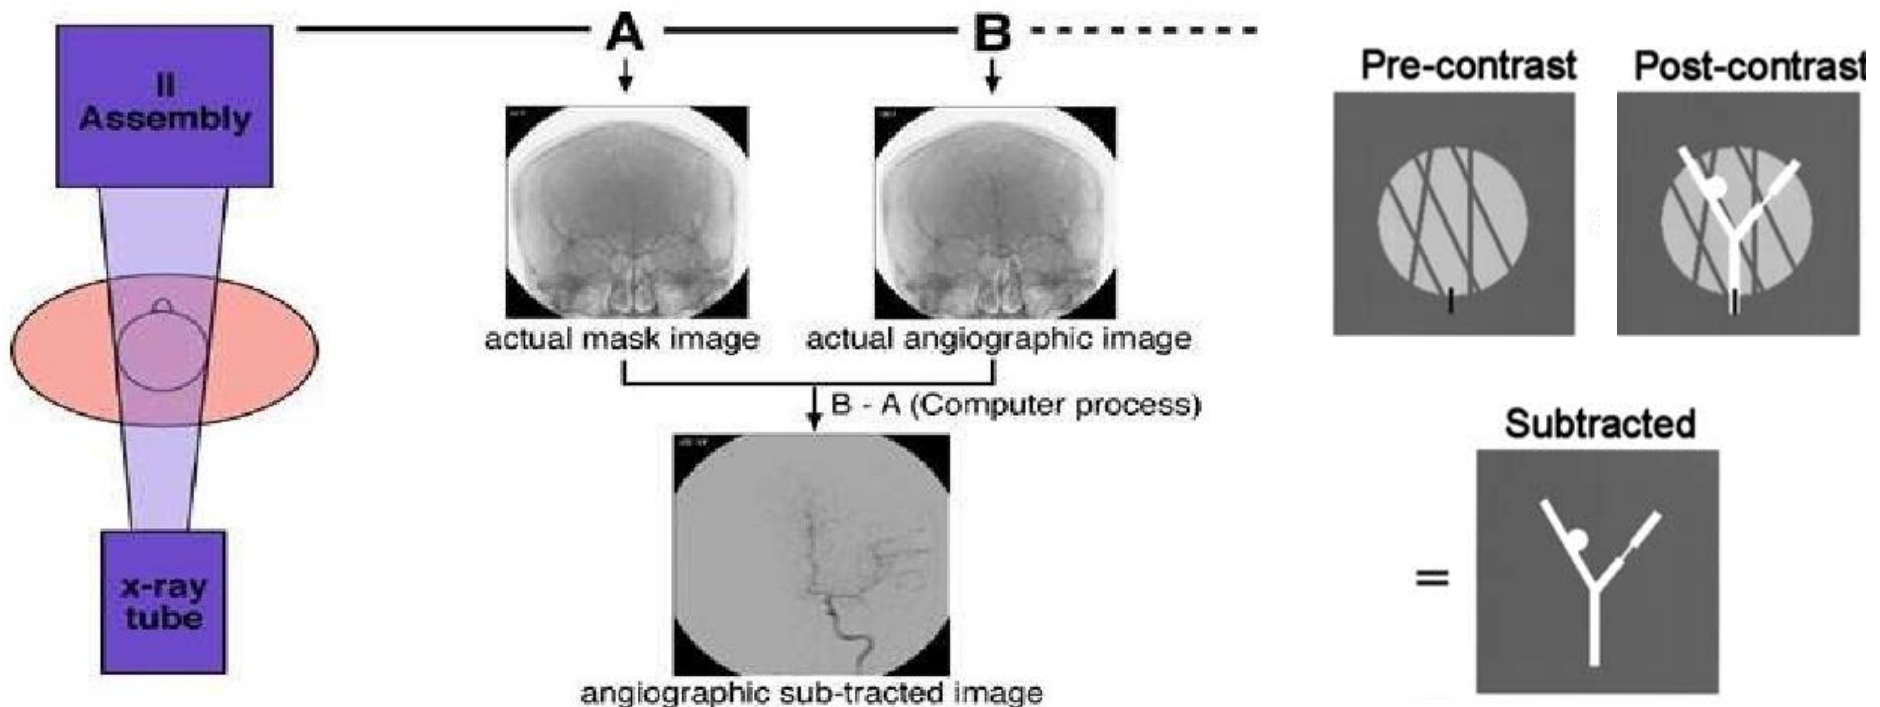 II
Assembly
x-ray
tube
A
B
actual mask image
actual angiographic image
B - A (Computer process)
angiographic sub-tracted image
Pre-contrast
Post-contrast
Subtracted
=